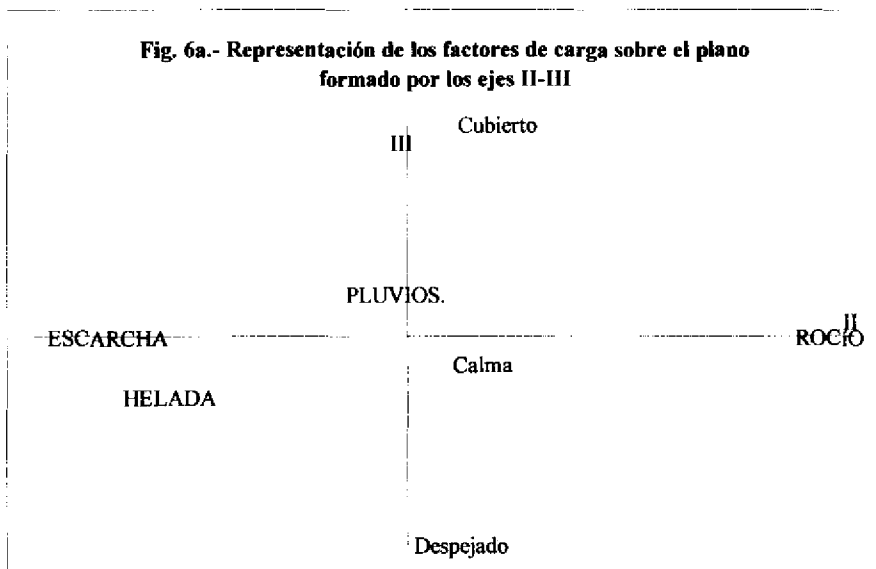 Fig. 6a.- Representación de los factores de carga sobre el plano
formado por los ejes II-III
Cubierto
III
PLUVIOS.
II
ESCARCHA
ROCÍO
Calma
HELADA
Despejado